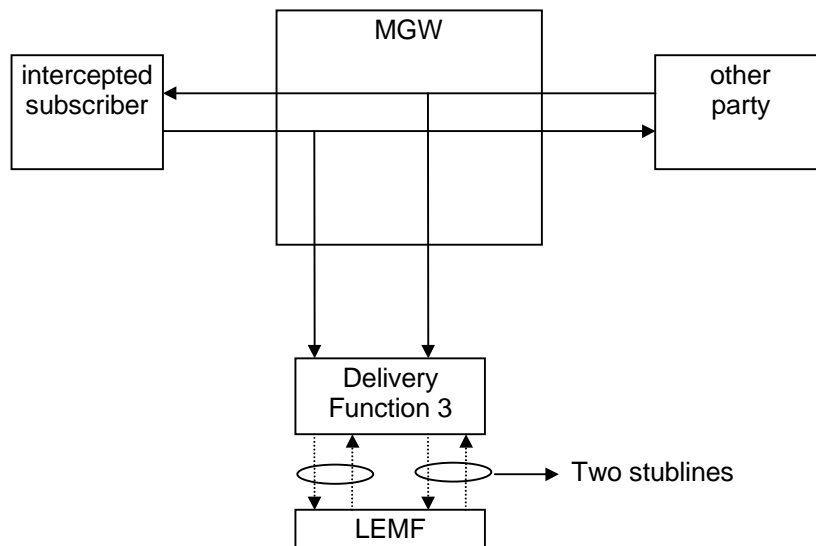 MGW
intercepted
subscriber
other
party
Delivery
Function 3
Two stublines
LEMF